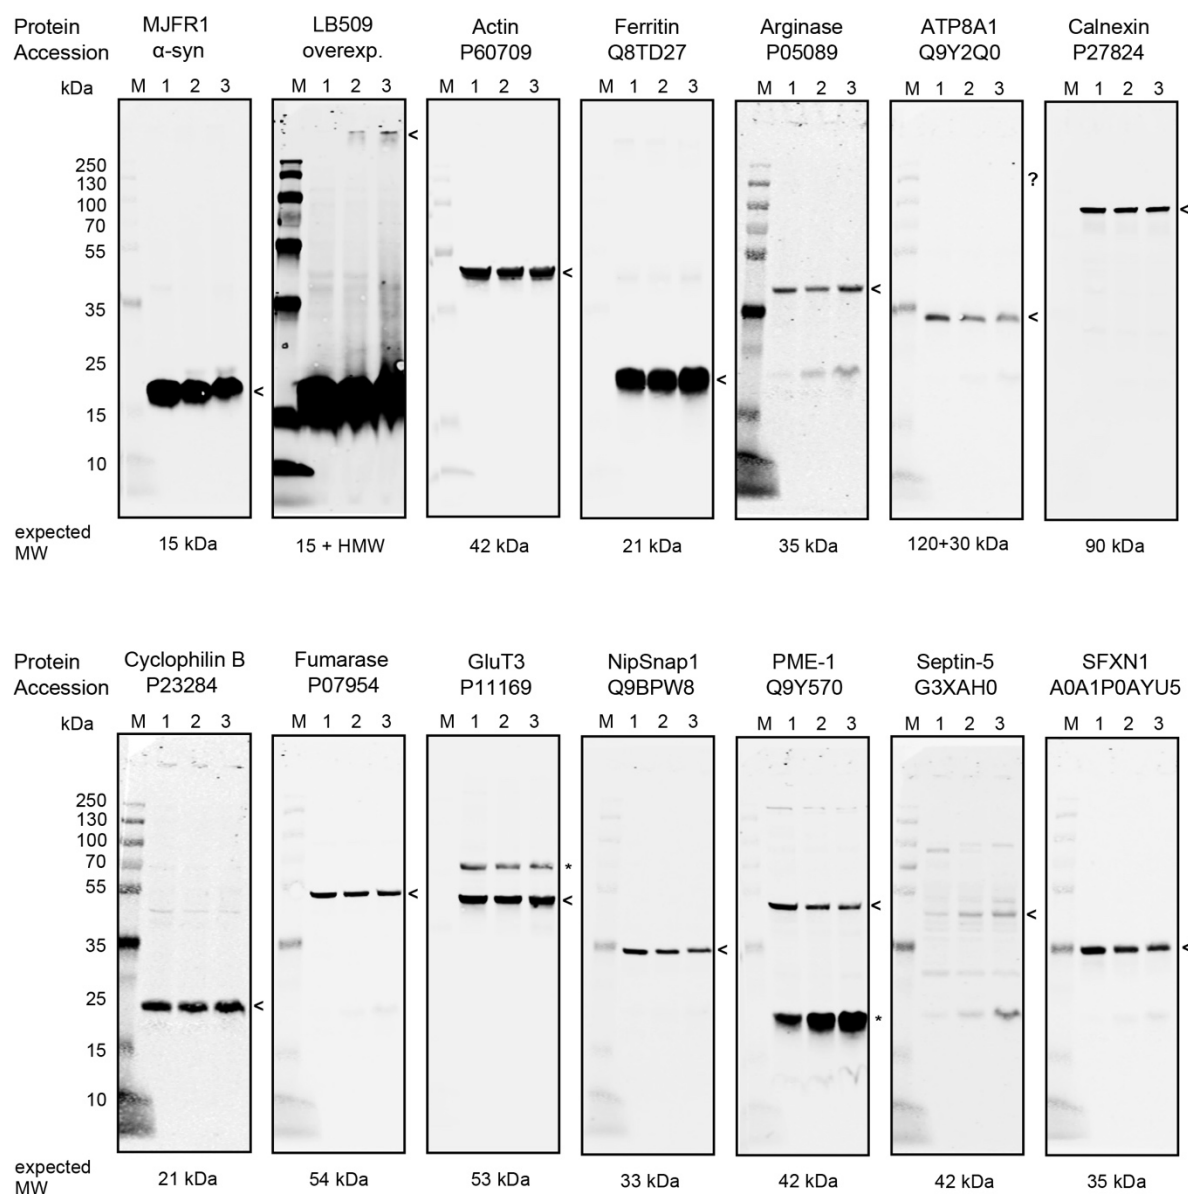 Protein MJFR1 LB509 Actin Ferritin Arginase ATP8A1 Calnexin
Accession α-syn overexp. P60709 Q8TD27 P05089 Q9Y2Q0 P27824
kDa M 1 2 3 M 1 2 3 M 1 2 3 M 1 2 3 M 1 2 3 M 1 2 3 M 1 2 3
<
250
? 
130
100
<
70
55
< < 
35
<
25
< <
15
10
expected
MW 15 kDa 15 + HMW 42 kDa 21 kDa 35 kDa 120+30 kDa 90 kDa
Protein Cyclophilin B Fumarase GluT3 NipSnap1 PME-1 Septin-5 SFXN1
Accession P23284 P07954 P11169 Q9BPW8 Q9Y570 G3XAH0 A0A1P0AYU5
kDa M 1 2 3 M 1 2 3 M 1 2 3 M 1 2 3 M 1 2 3 M 1 2 3 M 1 2 3
250
130
100
70 *
55 < <
< <
35 < <
25 <
*
15
10
expected
MW 21 kDa 54 kDa 53 kDa 33 kDa 42 kDa 42 kDa 35 kDa